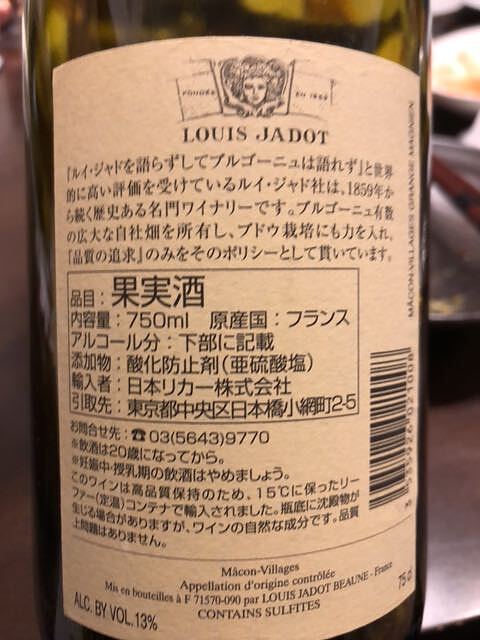 FONDÉE EN 1859
LOUIS JADOT
『ルイ・ジャドを語らずしてブルゴーニュは語れず』と世界
的に高い評価を受けているルイ・ジャド社は、1859年か
ら続く歴史ある名門ワイナリーです。ブルゴーニュ有数
の広大な自社畑を所有し、ブドウ栽培にも力を入れ、
『品質の追求』のみをそのポリシーとして貫いています。
品目：果実酒
内容量：750ml 原産国：フランス
アルコール分：下部に記載
添加物：酸化防止剤(亜硫酸塩)
輸入者：日本リカー株式会社
引取先：東京都中央区日本橋小網町2-5
お問合せ先：☎03(5643)9770
※飲酒は20歳になってから。
※妊娠中・授乳期の飲酒はやめましょう。
このワインは高品質保持のため、15℃に保ったリー
ファー(定温)コンテナで輸入されました。瓶底に沈殿物が
生じる場合がありますが、ワインの自然な成分です。品質
上問題はありません。
Mâcon-Villages
Appellation d'origine contrôlée
Mis en bouteilles à F 71570-090 par LOUIS JADOT BEAUNE - France
ALC. BY VOL. 13%
CONTAINS SULFITES
75 cl
MÂCON-VILLAGES GRANGE MAGNIEN